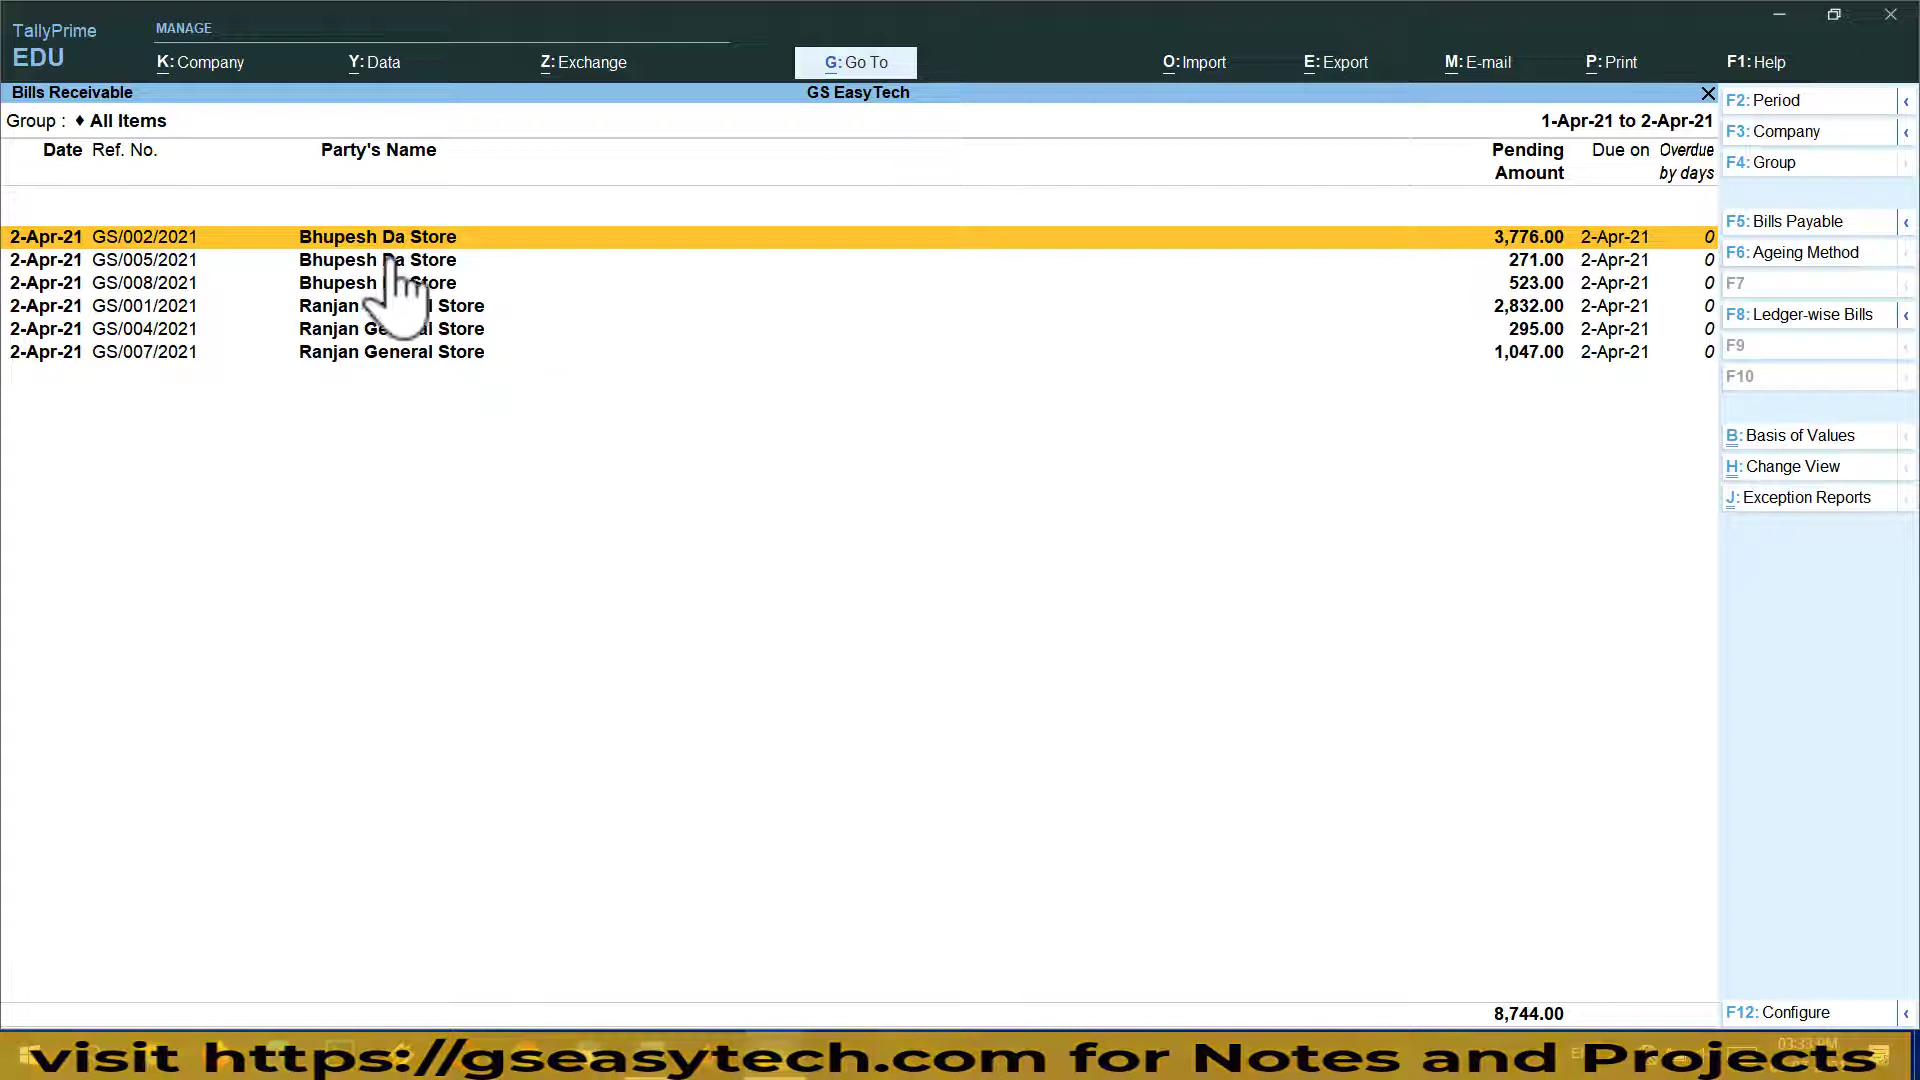 TallyPrime
EDU
MANAGE
K: Company Y: Data Z: Exchange G: Go To O: Import E: Export M: E-mail P: Print F1: Help
Bills Receivable GS EasyTech
Group : ♦ All Items 1-Apr-21 to 2-Apr-21
Date Ref. No. Party's Name Pending Amount Due on Overdue by days
2-Apr-21 GS/002/2021 Bhupesh Da Store 3,776.00 2-Apr-21 0
2-Apr-21 GS/005/2021 Bhupesh Da Store 271.00 2-Apr-21 0
2-Apr-21 GS/008/2021 Bhupesh Store 523.00 2-Apr-21 0
2-Apr-21 GS/001/2021 Ranjan Store 2,832.00 2-Apr-21 0
2-Apr-21 GS/004/2021 Ranjan Store 295.00 2-Apr-21 0
2-Apr-21 GS/007/2021 Ranjan General Store 1,047.00 2-Apr-21 0
8,744.00
F2: Period
F3: Company
F4: Group
F5: Bills Payable
F6: Ageing Method
F7
F8: Ledger-wise Bills
F9
F10
B: Basis of Values
H: Change View
J: Exception Reports
F12: Configure
visit https://gseasytech.com for Notes and Projects